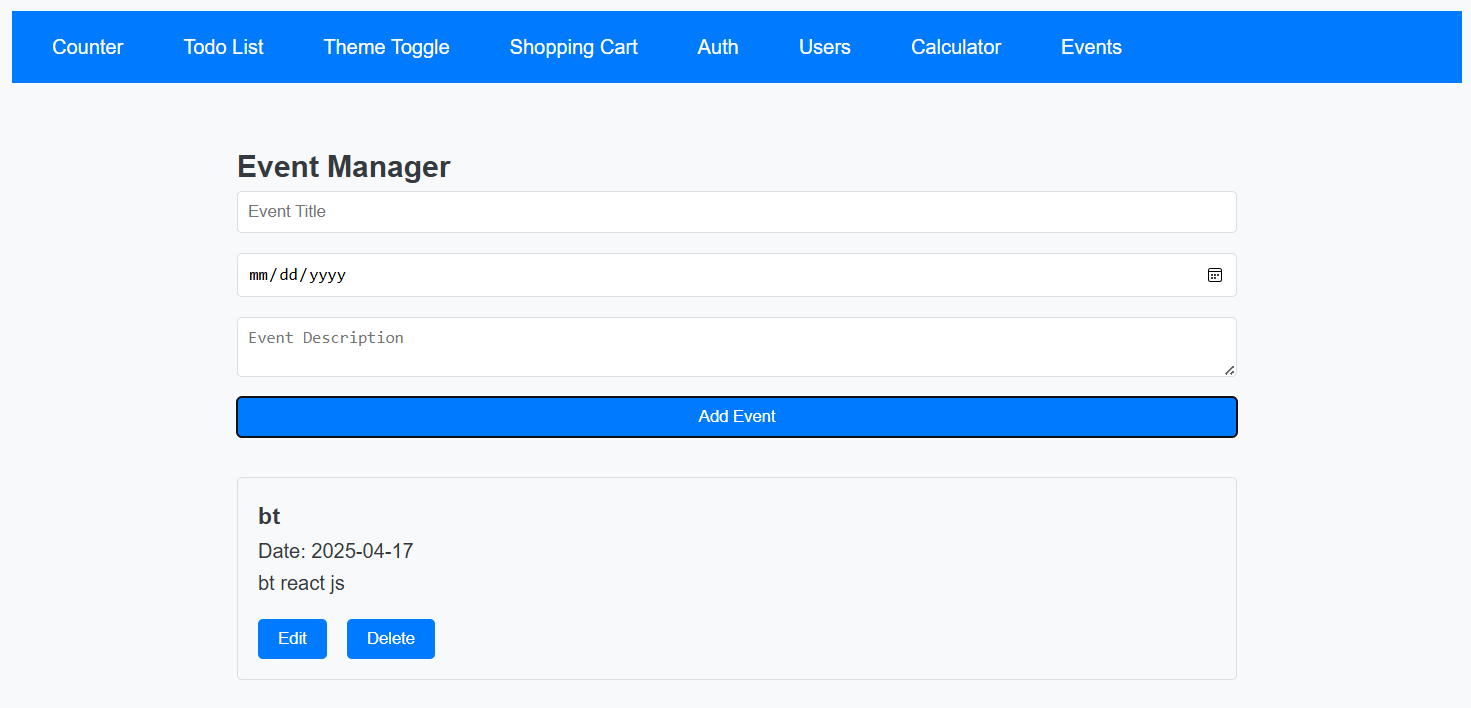 Counter Todo List Theme Toggle Shopping Cart Auth Users Calculator Events
Event Manager
Event Title
mm/dd/yyyy
Event Description
Add Event
bt
Date: 2025-04-17
bt react js
Edit Delete